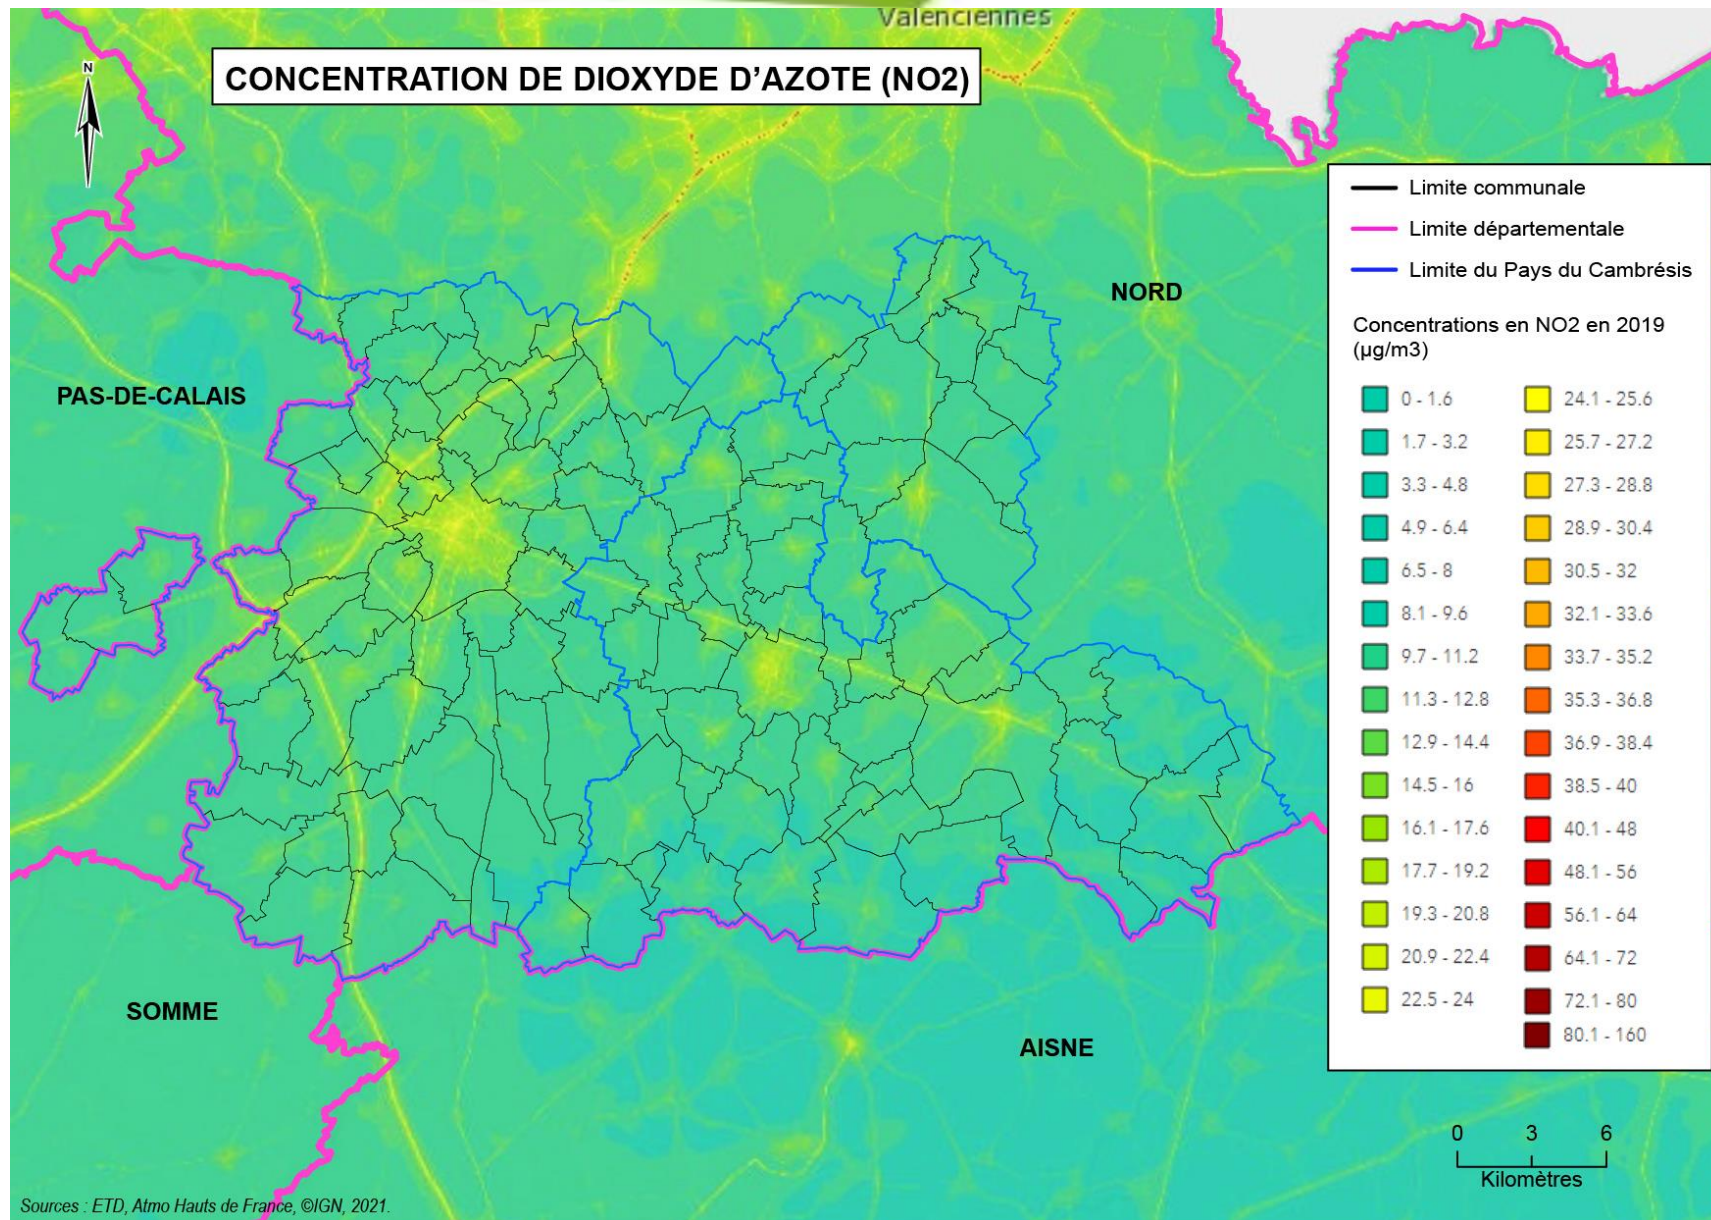 Valenciennes
CONCENTRATION DE DIOXYDE D'AZOTE (NO2)
N
Limite communale
Limite départementale
Limite du Pays du Cambrésis
NORD
PAS-DE-CALAIS
Concentrations en NO2 en 2019
(µg/m3)
0 - 1.6
1.7 - 3.2
3.3 - 4.8
4.9 - 6.4
6.5 - 8
8.1 - 9.6
9.7 - 11.2
11.3 - 12.8
12.9 - 14.4
14.5 - 16
16.1 - 17.6
17.7 - 19.2
19.3 - 20.8
20.9 - 22.4
22.5 - 24
24.1 - 25.6
25.7 - 27.2
27.3 - 28.8
28.9 - 30.4
30.5 - 32
32.1 - 33.6
33.7 - 35.2
35.3 - 36.8
36.9 - 38.4
38.5 - 40
40.1 - 48
48.1 - 56
56.1 - 64
64.1 - 72
72.1 - 80
80.1 - 160
SOMME
AISNE
0 3 6
Kilomètres
Sources : ETD, Atmo Hauts de France, ©IGN, 2021.